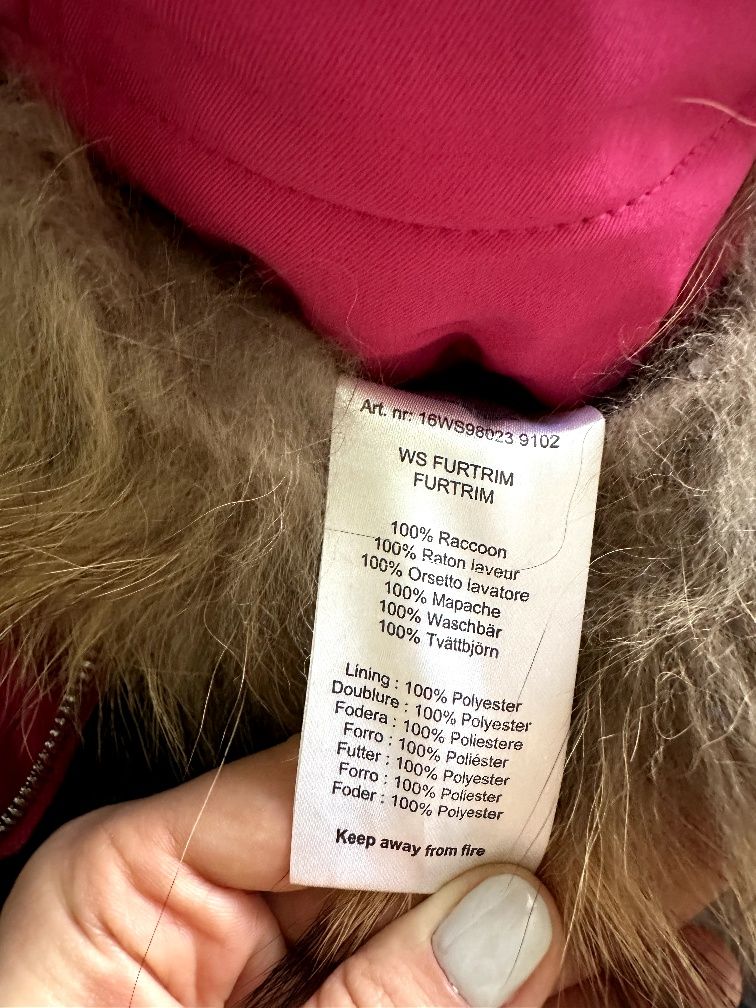 Art. nr: 16WS98023 9102
WS FURTRIM
FURTRIM
100% Raccoon
100% Raton laveur
100% Orsetto lavatore
100% Mapache
100% Waschbär
100% Tvättbjörn
Lining : 100% Polyester
Doublure : 100% Polyester
Fodera : 100% Poliestere
Forro : 100% Poliéster
Futter : 100% Polyester
Forro : 100% Poliester
Foder : 100% Polyester
Keep away from fire